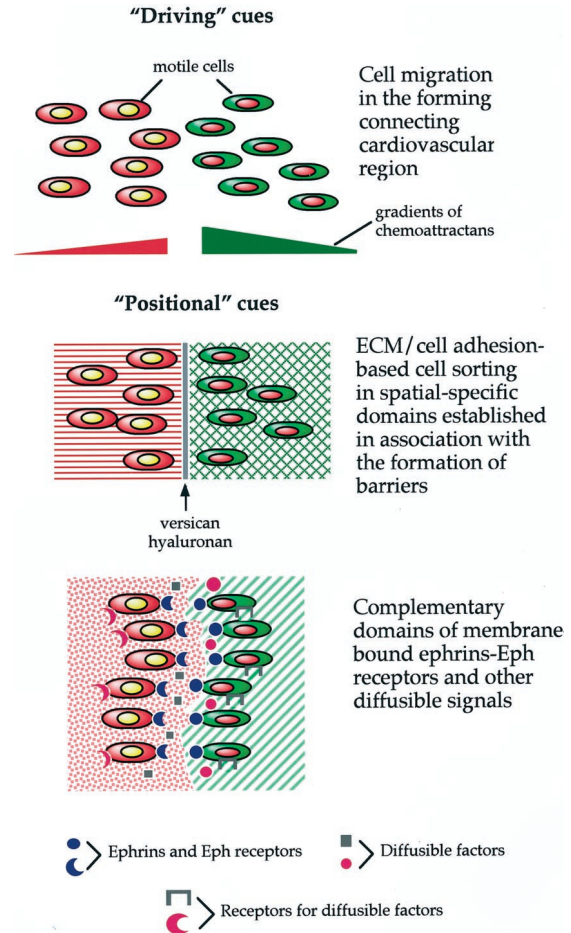 "Driving" cues
motile cells
Cell migration
in the forming
connecting
cardiovascular
region
gradients of
chemoattractans
"Positional" cues
ECM/cell adhesion-
based cell sorting
in spatial-specific
domains established
in association with
the formation of
barriers
versican
hyaluronan
Complementary
domains of membrane
bound ephrins-Eph
receptors and other
diffusible signals
Ephrins and Eph receptors
Diffusible factors
Receptors for diffusible factors